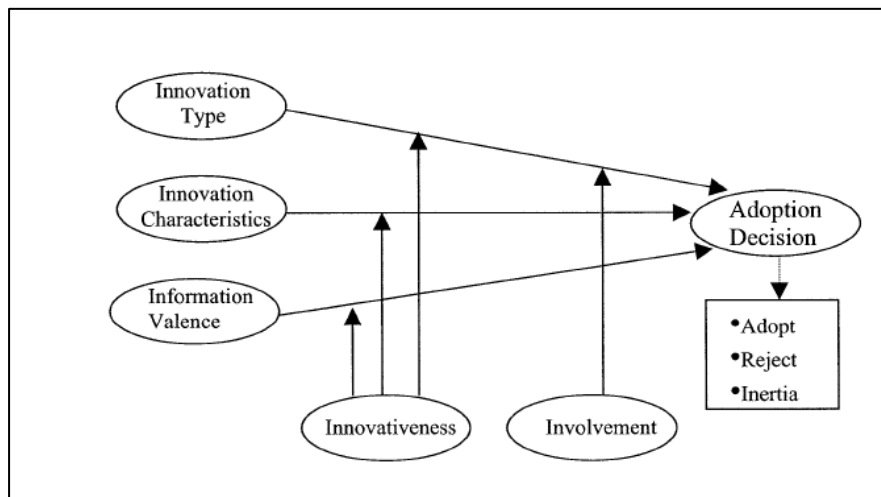 Innovation
Type
Innovation
Characteristics
Adoption
Decision
Information
Valence
•Adopt
•Reject
•Inertia
Innovativeness
Involvement